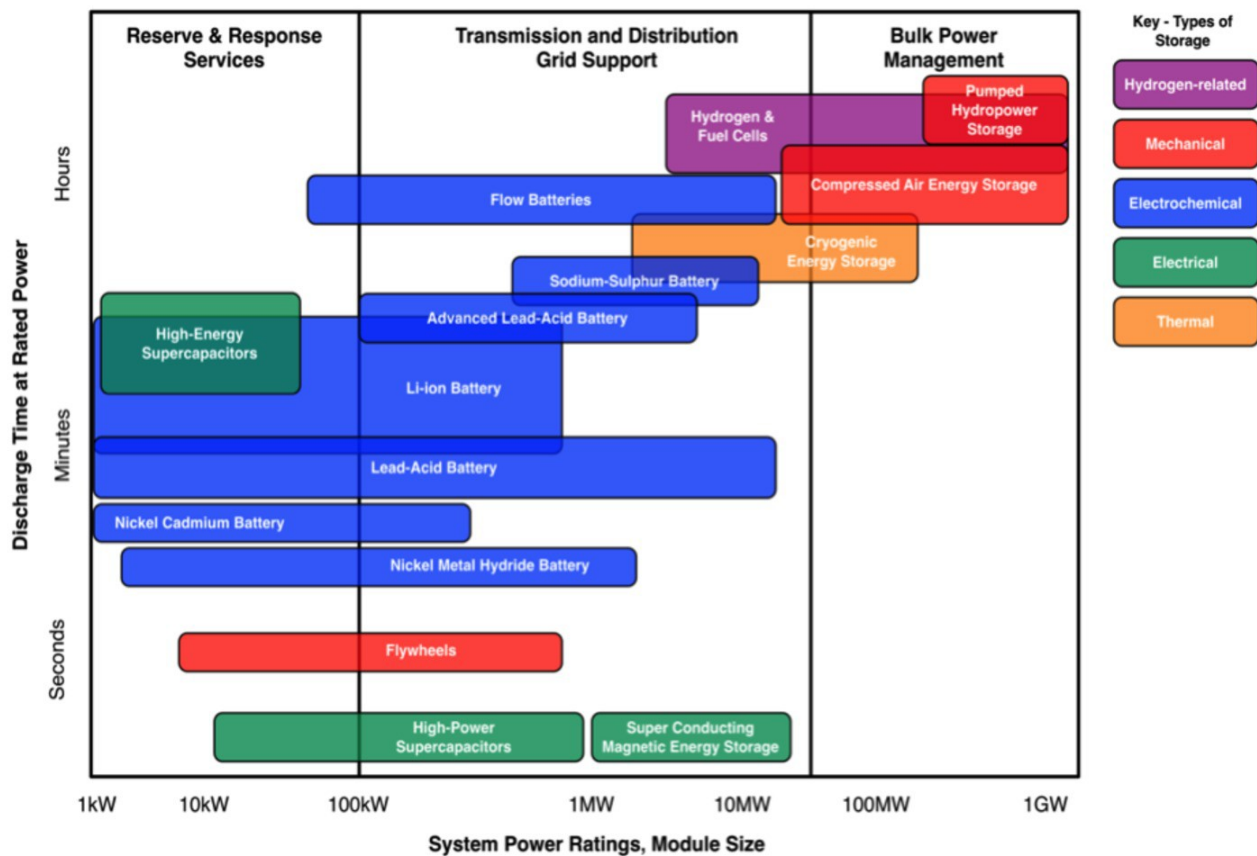 Reserve & Response
Services
Transmission and Distribution
Grid Support
Bulk Power
Management
Key - Types of
Storage
Hydrogen-related
Mechanical
Electrochemical
Electrical
Thermal
Discharge Time at Rated Power
Hours
Minutes
Seconds
Pumped
Hydropower
Storage
Hydrogen &
Fuel Cells
Compressed Air Energy Storage
Flow Batteries
Cryogenic
Energy Storage
Sodium-Sulphur Battery
Advanced Lead-Acid Battery
High-Energy
Supercapacitors
Li-ion Battery
Lead-Acid Battery
Nickel Cadmium Battery
Nickel Metal Hydride Battery
Flywheels
High-Power
Supercapacitors
Super Conducting
Magnetic Energy Storage
1kW 10kW 100kW 1MW 10MW 100MW 1GW
System Power Ratings, Module Size